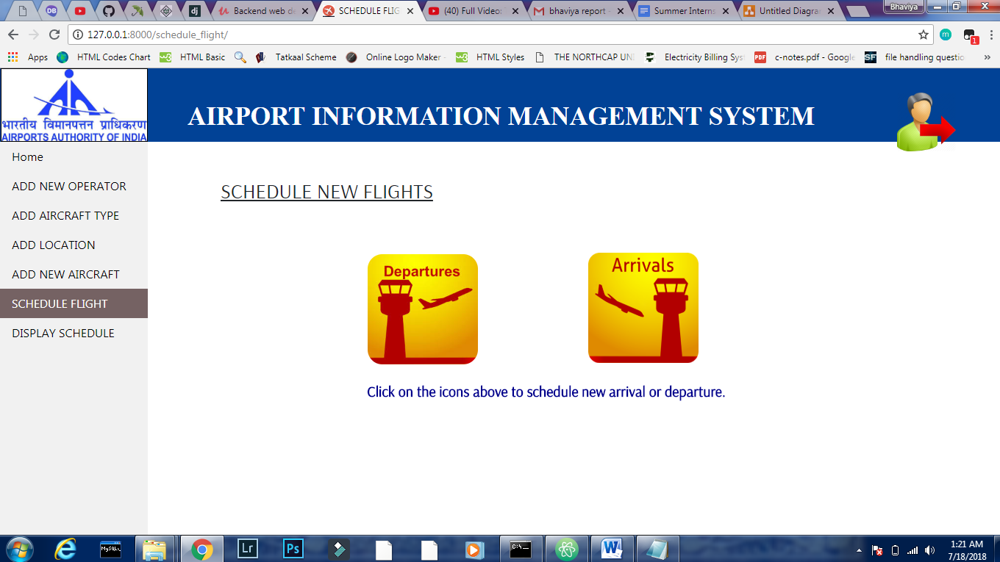 Backend web de
SCHEDULE FLIG
(40) Full Video:
bhaviya report -
Summer Interns
Untitled Diagra
Bhaviya
127.0.0.1:8000/schedule_flight/
Apps
HTML Codes Chart
HTML Basic
Tatkaal Scheme
Online Logo Maker -
HTML Styles
THE NORTHCAP UNI
Electricity Billing Sys
c-notes.pdf - Google
file handling questio
भारतीय विमानपत्तन प्राधिकरण
AIRPORTS AUTHORITY OF INDIA
AIRPORT INFORMATION MANAGEMENT SYSTEM
Home
ADD NEW OPERATOR
ADD AIRCRAFT TYPE
ADD LOCATION
ADD NEW AIRCRAFT
SCHEDULE FLIGHT
DISPLAY SCHEDULE
SCHEDULE NEW FLIGHTS
Departures
Arrivals
Click on the icons above to schedule new arrival or departure.
1:21 AM
7/18/2018